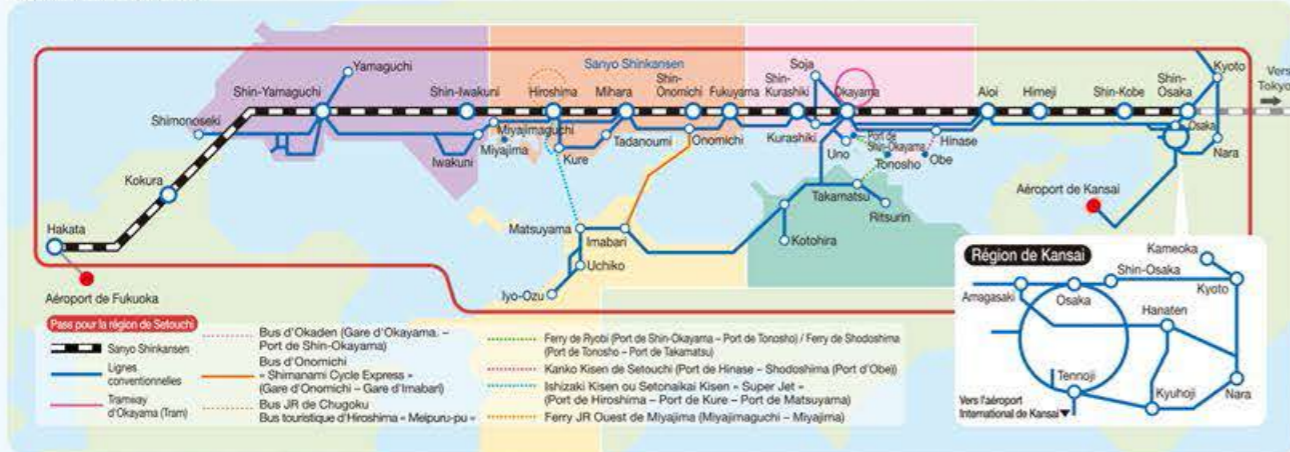 Yamaguchi
Sanyo Shinkansen
Soja
Kyoto
Vers
Tokyo
Shin-Yamaguchi
Shin-Iwakuni
Hiroshima
Mihara
Shin-
Onomichi
Fukuyama
Shin-
Kurashiki
Okayama
Aioi
Himeji
Shin-Kobe
Shin-
Osaka
Shimonoseki
Miyajimaguchi
Miyajima
Iwakuni
Kure
Tadanoumi
Onomichi
Kurashiki
Uno
Port de
Shin-Okayama
Hinase
Tonosho
Obe
Osaka
Nara
Kokura
Hakata
Aéroport de Fukuoka
Matsuyama
Imabari
Uchiko
Iyo-Ozu
Takamatsu
Ritsurin
Kotohira
Aéroport de Kansai
Région de Kansai
Kameoka
Shin-Osaka
Kyoto
Amagasaki
Osaka
Hanaten
Tennoji
Kyuhoji
Nara
Vers l'aéroport
International de Kansai
Pass pour la région de Setouchi
Sanyo Shinkansen
Lignes
conventionnelles
Tramway
d'Okayama (Tram)
Bus d'Okaden (Gare d'Okayama. –
Port de Shin-Okayama)
Bus d'Onomichi
« Shimanami Cycle Express »
(Gare d'Onomichi – Gare d'Imabari)
Bus JR de Chugoku
Bus touristique d'Hiroshima « Meipuru-pu »
Ferry de Ryobi (Port de Shin-Okayama – Port de Tonosho) / Ferry de Shodoshima
(Port de Tonosho – Port de Takamatsu)
Kanko Kisen de Setouchi (Port de Hinase – Shodoshima (Port d'Obe))
Ishizaki Kisen ou Setonaikai Kisen « Super Jet »
(Port de Hiroshima – Port de Kure – Port de Matsuyama)
Ferry JR Ouest de Miyajima (Miyajimaguchi – Miyajima)